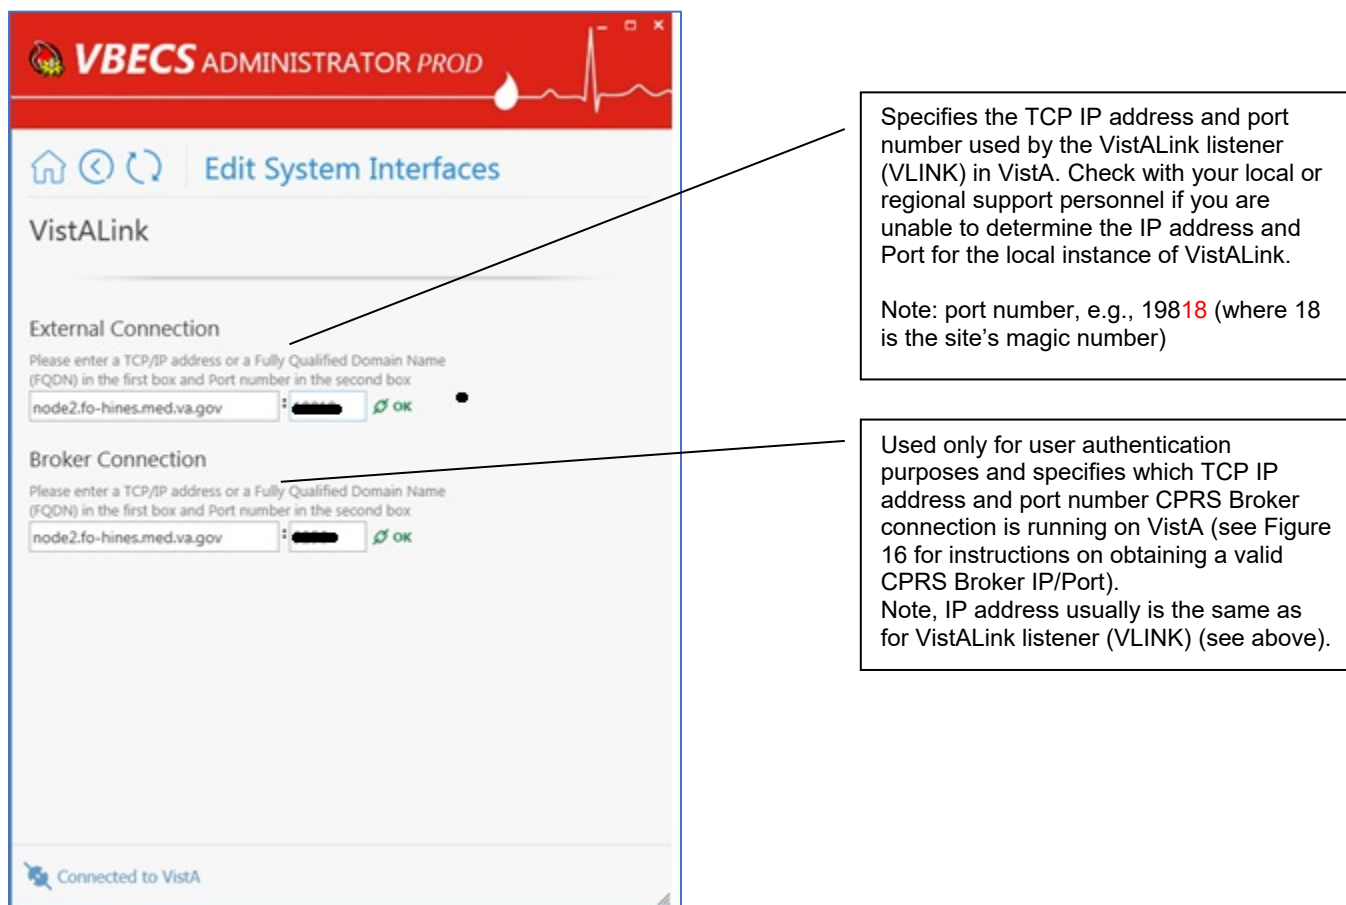 VBECS ADMINISTRATOR PROD
Edit System Interfaces
VistALink
External Connection
Please enter a TCP/IP address or a Fully Qualified Domain Name
(FQDN) in the first box and Port number in the second box
node2.fo-hines.med.va.gov : OK
Broker Connection
Please enter a TCP/IP address or a Fully Qualified Domain Name
(FQDN) in the first box and Port number in the second box
node2.fo-hines.med.va.gov : OK
Connected to VistA
Specifies the TCP IP address and port
number used by the VistALink listener
(VLINK) in VistA. Check with your local or
regional support personnel if you are
unable to determine the IP address and
Port for the local instance of VistALink.
Note: port number, e.g., 19818 (where 18
is the site’s magic number)
Used only for user authentication
purposes and specifies which TCP IP
address and port number CPRS Broker
connection is running on VistA (see Figure
16 for instructions on obtaining a valid
CPRS Broker IP/Port).
Note, IP address usually is the same as
for VistALink listener (VLINK) (see above).